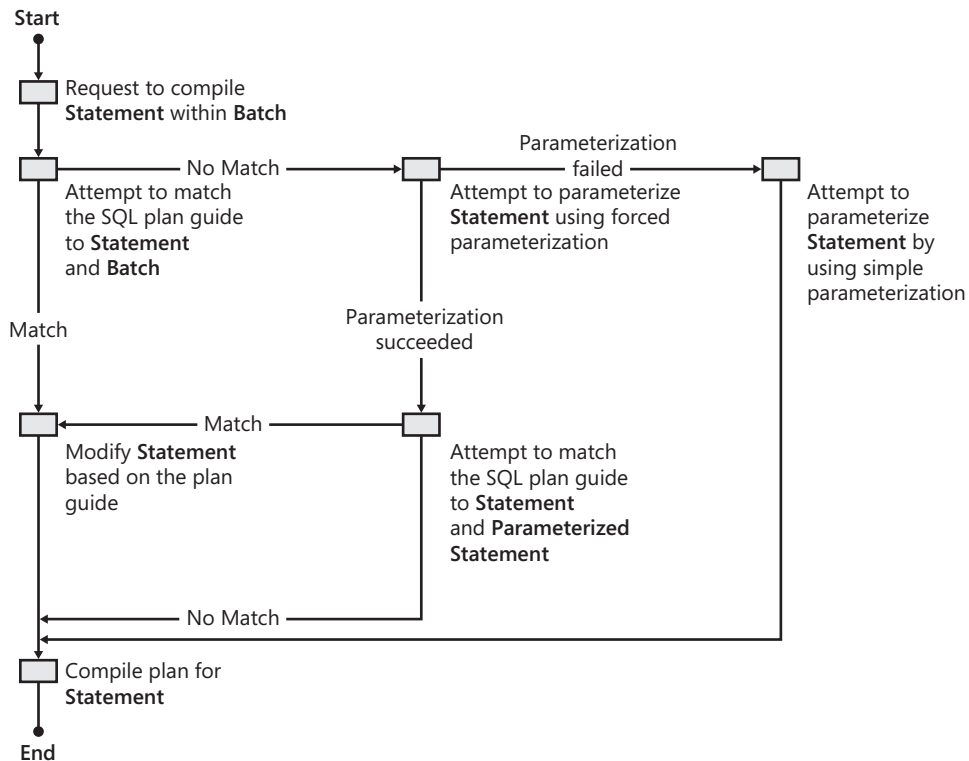 Start
Request to compile
Statement within Batch
No Match
Parameterization
failed
Attempt to match
the SQL plan guide
to Statement
and Batch
Attempt to parameterize
Statement using forced
parameterization
Attempt to
parameterize
Statement by
using simple
parameterization
Match
Parameterization
succeeded
Match
Modify Statement
based on the plan
guide
Attempt to match
the SQL plan guide
to Statement
and Parameterized
Statement
No Match
Compile plan for
Statement
End